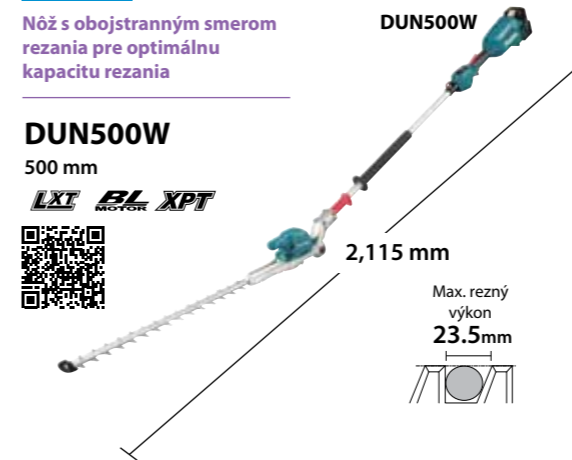 Nôž s obojstranným smerom
rezania pre optimálnu
kapacitu rezania
DUN500W
DUN500W
500 mm
LXT BL MOTOR XPT
2,115 mm
Max. rezný
výkon
23.5mm